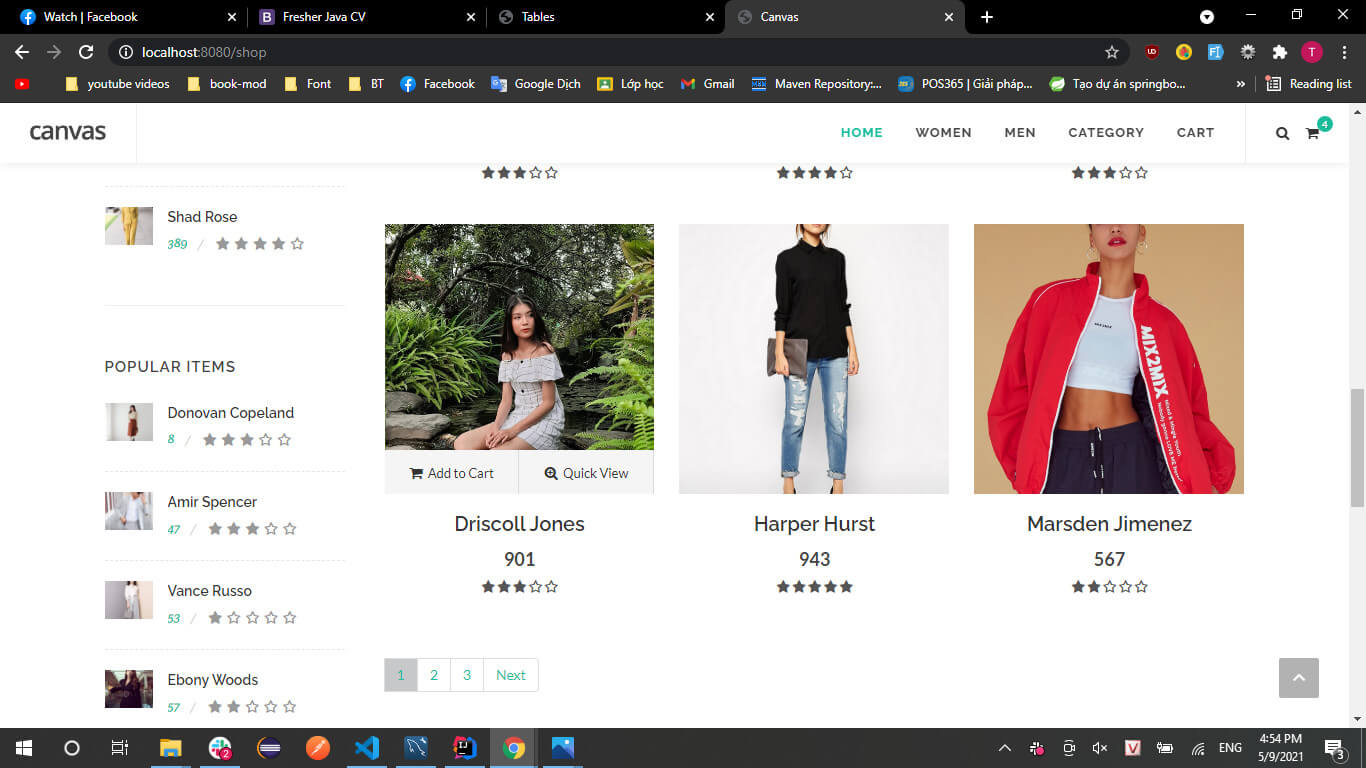 Watch | Facebook
Fresher Java CV
Tables
Canvas
localhost:8080/shop
UD
T
youtube videos
book-mod
Font
BT
Facebook
Google Dịch
Lớp học
Gmail
Maven Repository:...
POS365 | Giải pháp...
Tạo dự án springbo...
»
Reading list
canvas
HOME
WOMEN
MEN
CATEGORY
CART
4
Shad Rose
389 /
POPULAR ITEMS
Donovan Copeland
8 /
Amir Spencer
47 /
Vance Russo
53 /
Ebony Woods
57 /
Add to Cart
Quick View
Driscoll Jones
901
Harper Hurst
943
MIX2MIX
Marsden Jimenez
567
1
2
3
Next
2
IJ
V
ENG
4:54 PM
5/9/2021
3